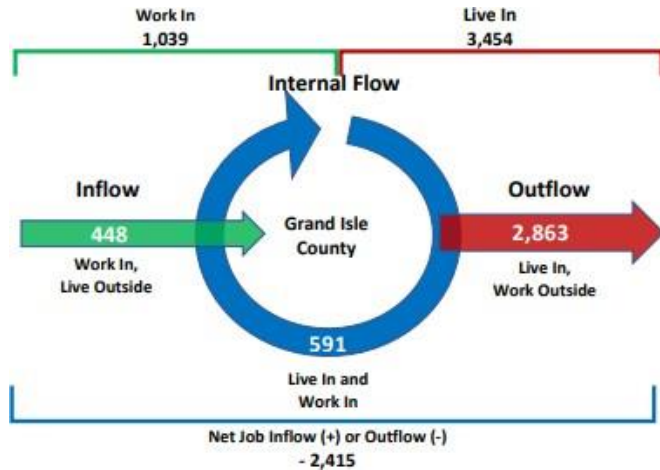 Work In
1,039
Live In
3,454
Internal Flow
Inflow
448
Work In,
Live Outside
Grand Isle
County
Outflow
2,863
Live In,
Work Outside
591
Live In and
Work In
Net Job Inflow (+) or Outflow (-)
- 2,415